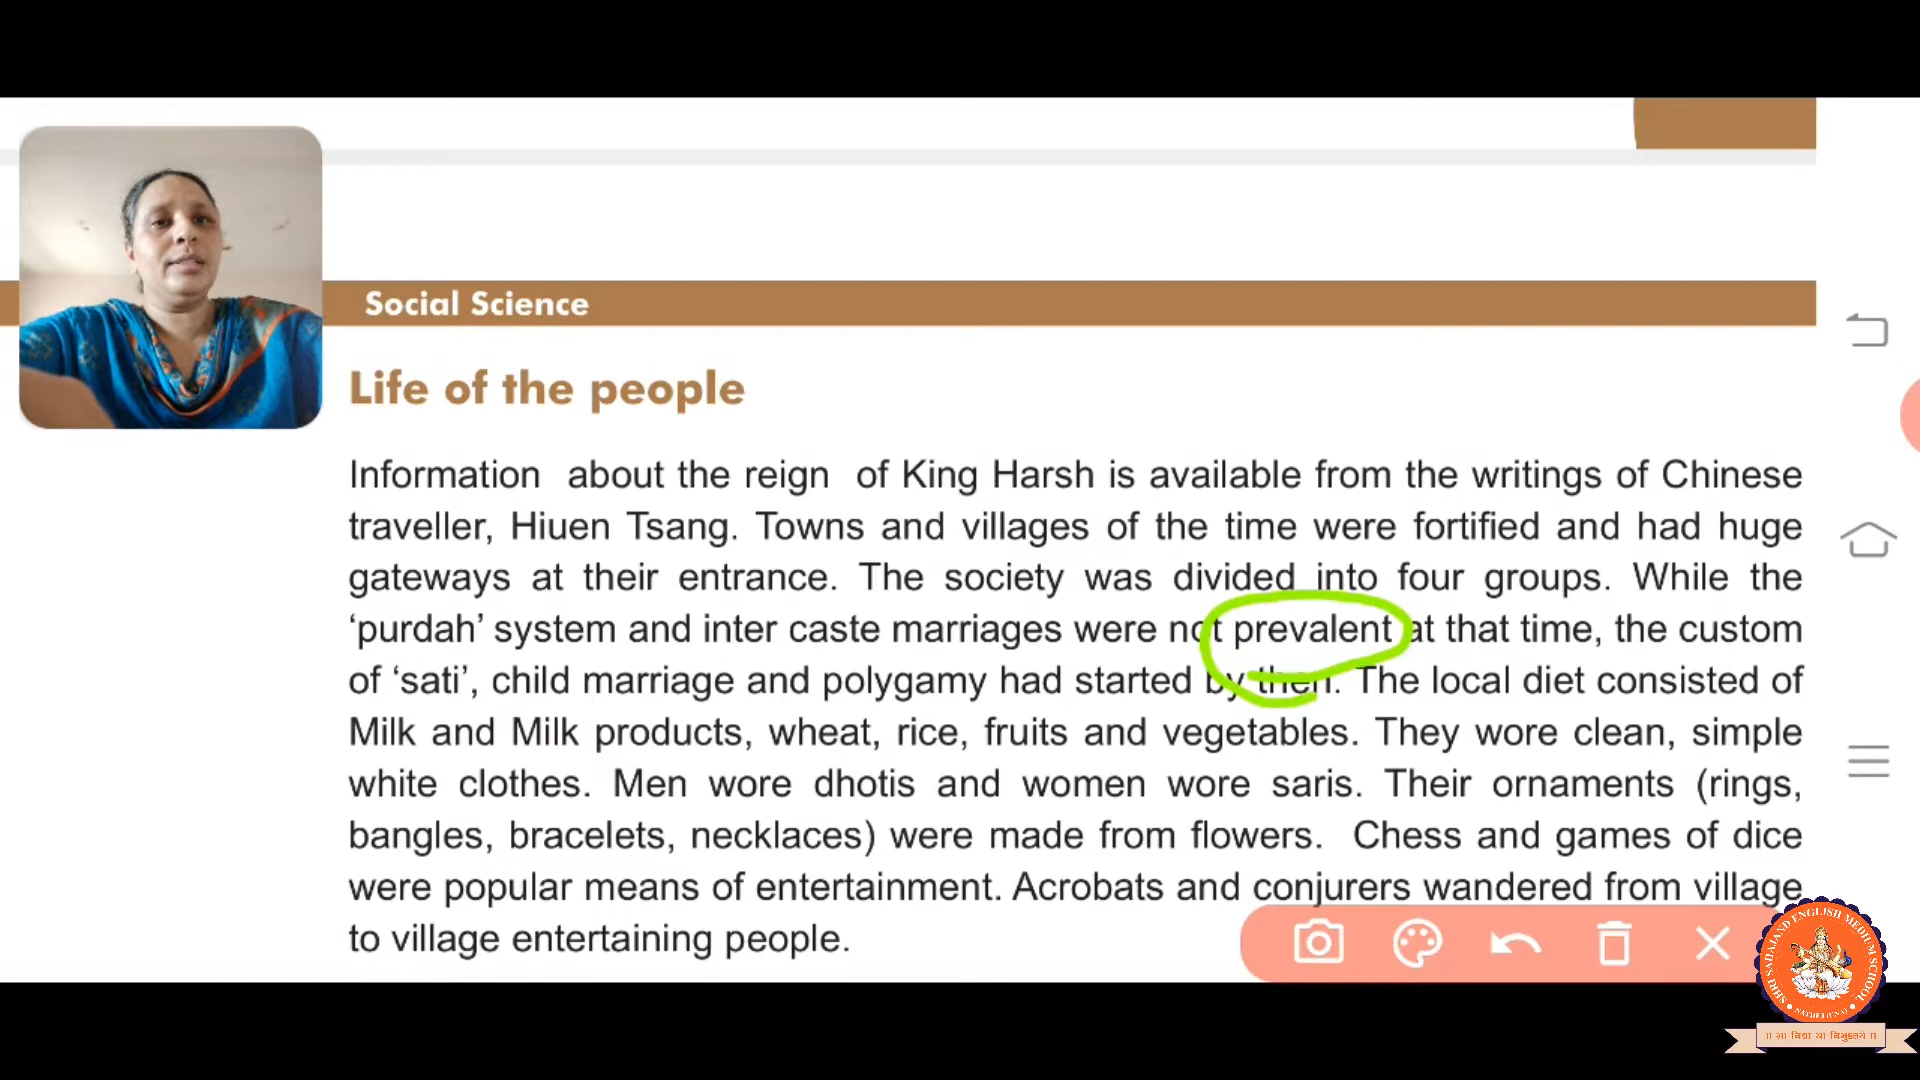 Social Science
Life of the people
Information about the reign of King Harsh is available from the writings of Chinese
traveller, Hiuen Tsang. Towns and villages of the time were fortified and had huge
gateways at their entrance. The society was divided into four groups. While the
‘purdah’ system and inter caste marriages were not prevalent at that time, the custom
of ‘sati’, child marriage and polygamy had started by then. The local diet consisted of
Milk and Milk products, wheat, rice, fruits and vegetables. They wore clean, simple
white clothes. Men wore dhotis and women wore saris. Their ornaments (rings,
bangles, bracelets, necklaces) were made from flowers. Chess and games of dice
were popular means of entertainment. Acrobats and conjurers wandered from village
to village entertaining people.
SHRI SADAJAND ENGLISH MEDIUM SCHOOL
॥ सा विद्या या विमुक्तये ॥